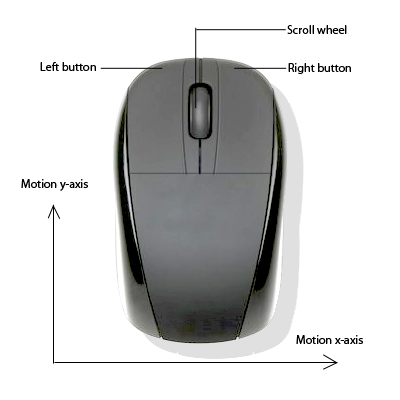 Scroll wheel
Left button
Right button
Motion y-axis
Motion x-axis